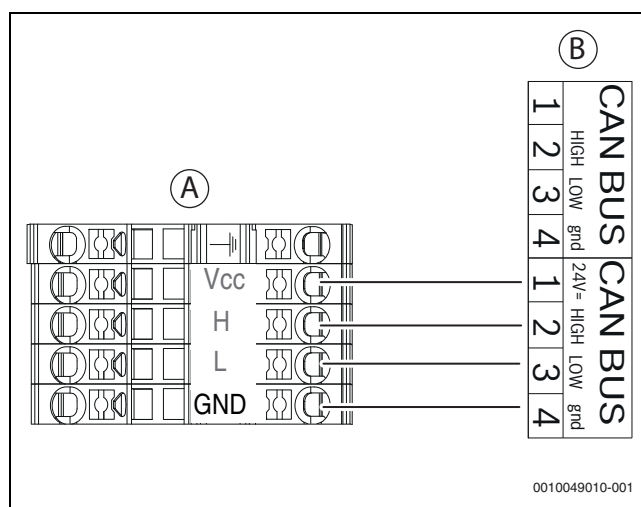 B
A
1 2 3 4
HIGH LOW gnd
CAN BUS
1 2 3 4
24V= HIGH LOW gnd
CAN BUS
Vcc
H
L
GND
0010049010-001